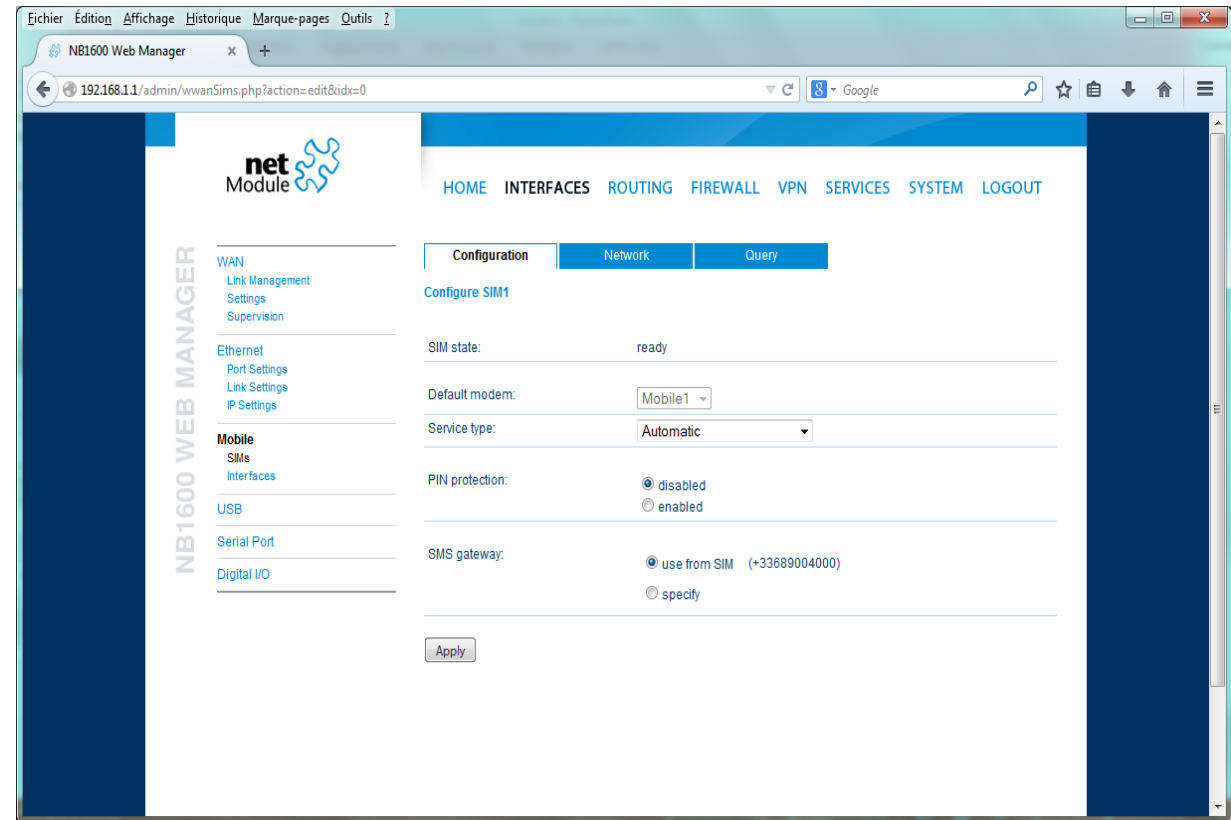 Fichier Édition Affichage Historique Marque-pages Outils ?
NB1600 Web Manager
192.168.1.1/admin/wwanSims.php?action=edit&idx=0
Google
net
Module
HOME INTERFACES ROUTING FIREWALL VPN SERVICES SYSTEM LOGOUT
NB1600 WEB MANAGER
WAN
Link Management
Settings
Supervision
Ethernet
Port Settings
Link Settings
IP Settings
Mobile
SIMs
Interfaces
USB
Serial Port
Digital I/O
Configuration Network Query
Configure SIM1
SIM state: ready
Default modem: Mobile1
Service type: Automatic
PIN protection: disabled
enabled
SMS gateway: use from SIM (+33689004000)
specify
Apply